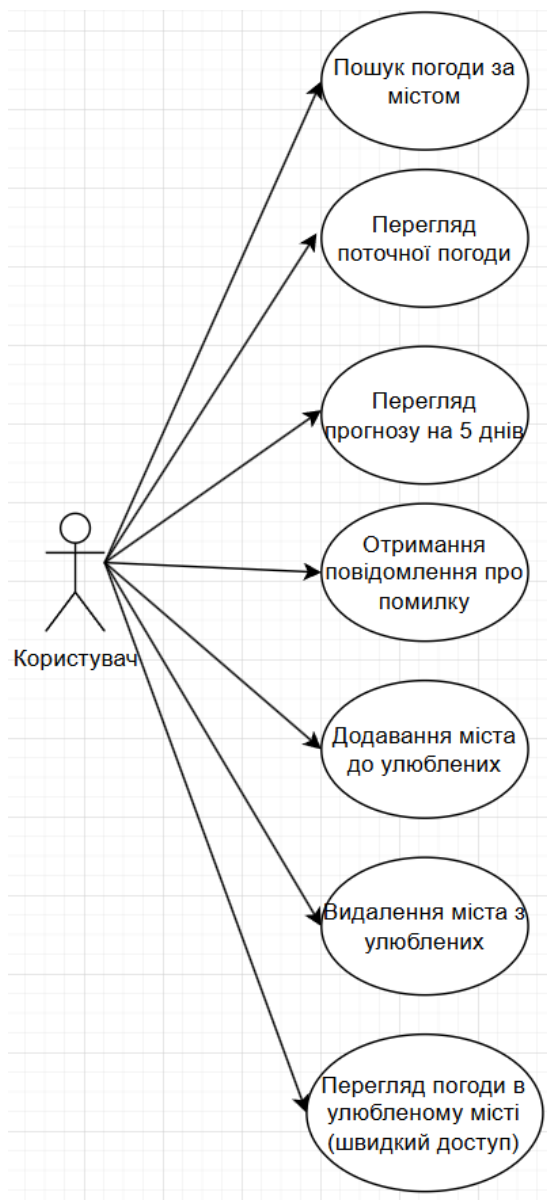 Пошук погоди за
містом
Перегляд
поточної погоди
Перегляд
прогнозу на 5 днів
Отримання
повідомлення про
помилку
Користувач
Додавання міста
до улюблених
Видалення міста з
улюблених
Перегляд погоди в
улюбленому місті
(швидкий доступ)